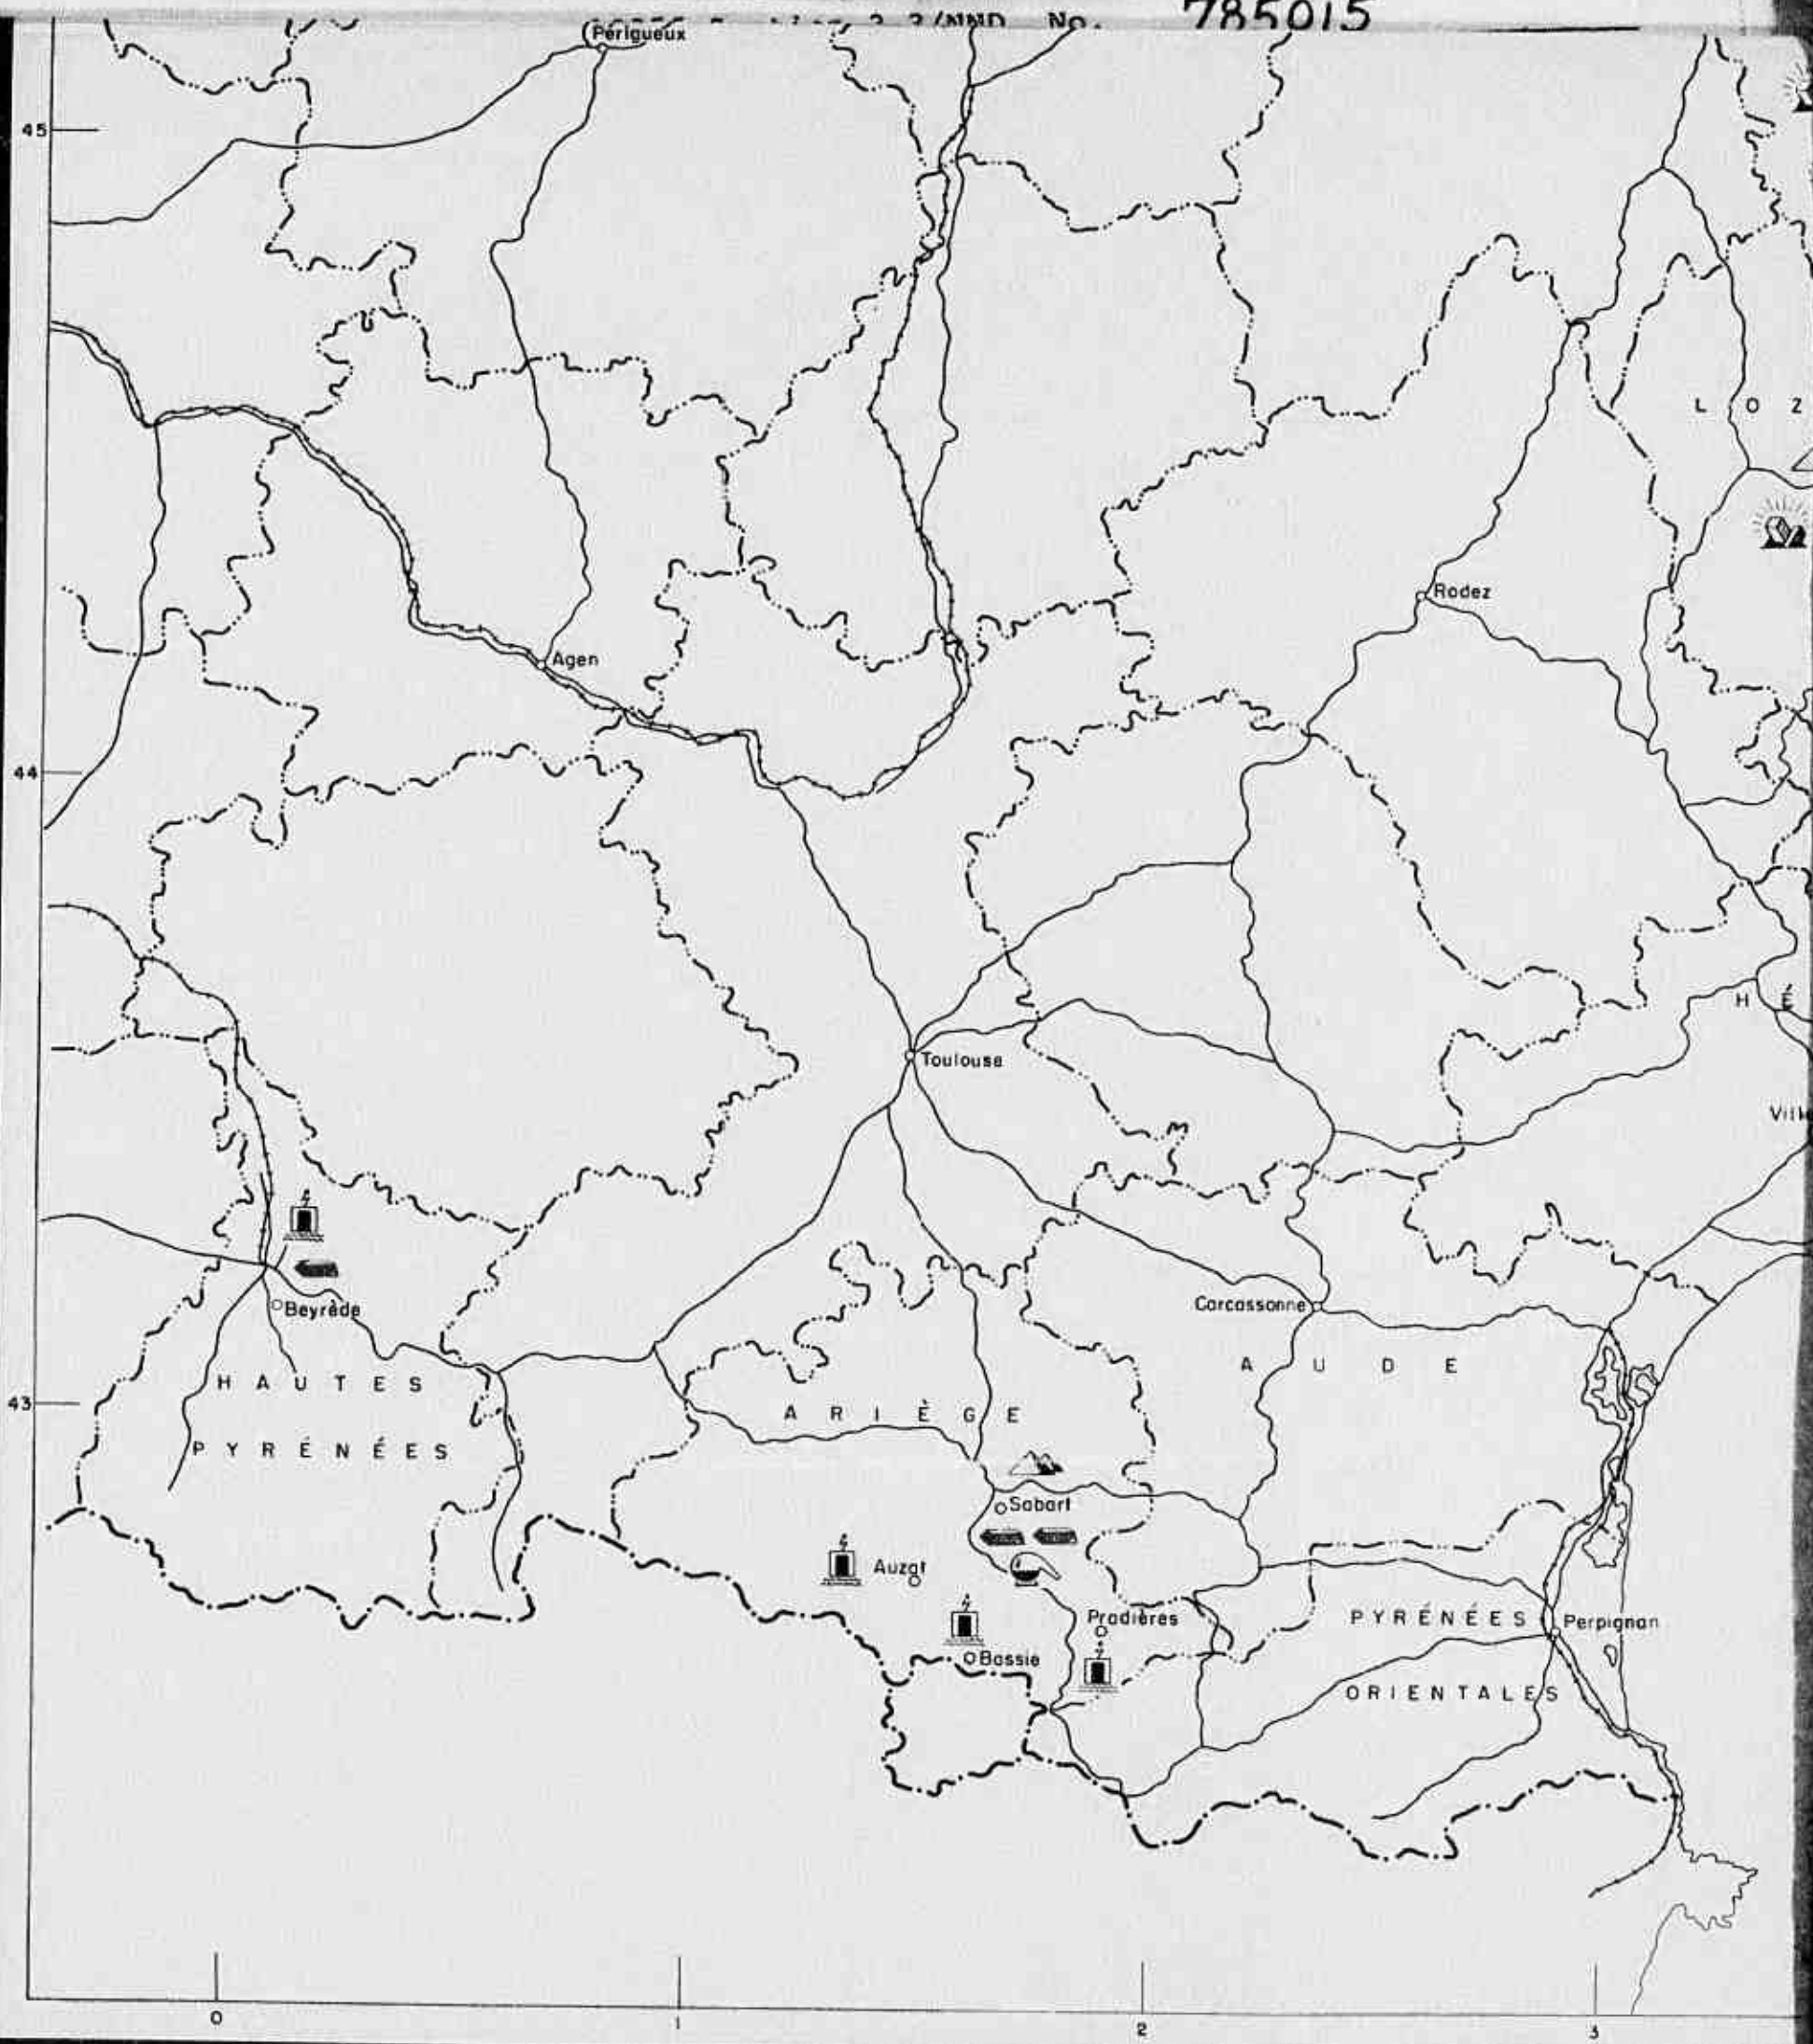 No. 785015
Périgueux
45
L O Z
Rodez
Agen
44
H É
Toulouse
Beyrède
Carcassonne
A U D E
H A U T E S
43
A R I È G E
P Y R É N É E S
Sabart
Auzat
Pradières
P Y R É N É E S
Perpignan
Bassie
O R I E N T A L E S
0
1
2
3